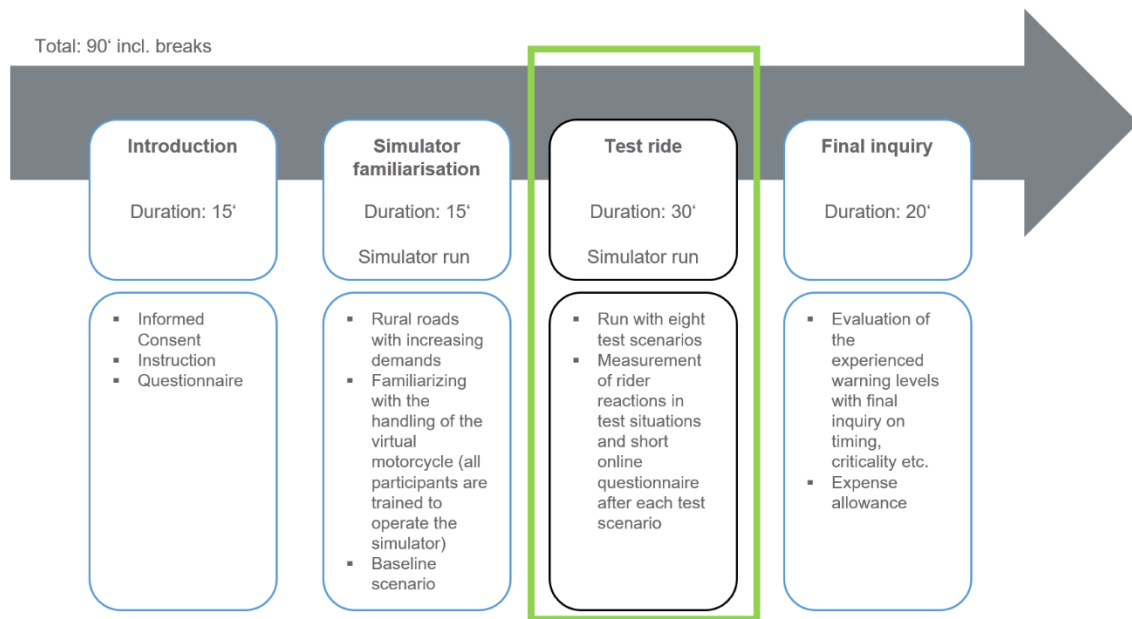 Total: 90‘ incl. breaks
Introduction
Duration: 15‘
Simulator
familiarisation
Duration: 15‘
Simulator run
Test ride
Duration: 30‘
Simulator run
Final inquiry
Duration: 20‘
▪ Informed
Consent
▪ Instruction
▪ Questionnaire
▪ Rural roads
with increasing
demands
▪ Familiarizing
with the
handling of the
virtual
motorcycle (all
participants are
trained to
operate the
simulator)
▪ Baseline
scenario
▪ Run with eight
test scenarios
▪ Measurement
of rider
reactions in
test situations
and short
online
questionnaire
after each test
scenario
▪ Evaluation of
the
experienced
warning levels
with final
inquiry on
timing,
criticality etc.
▪ Expense
allowance